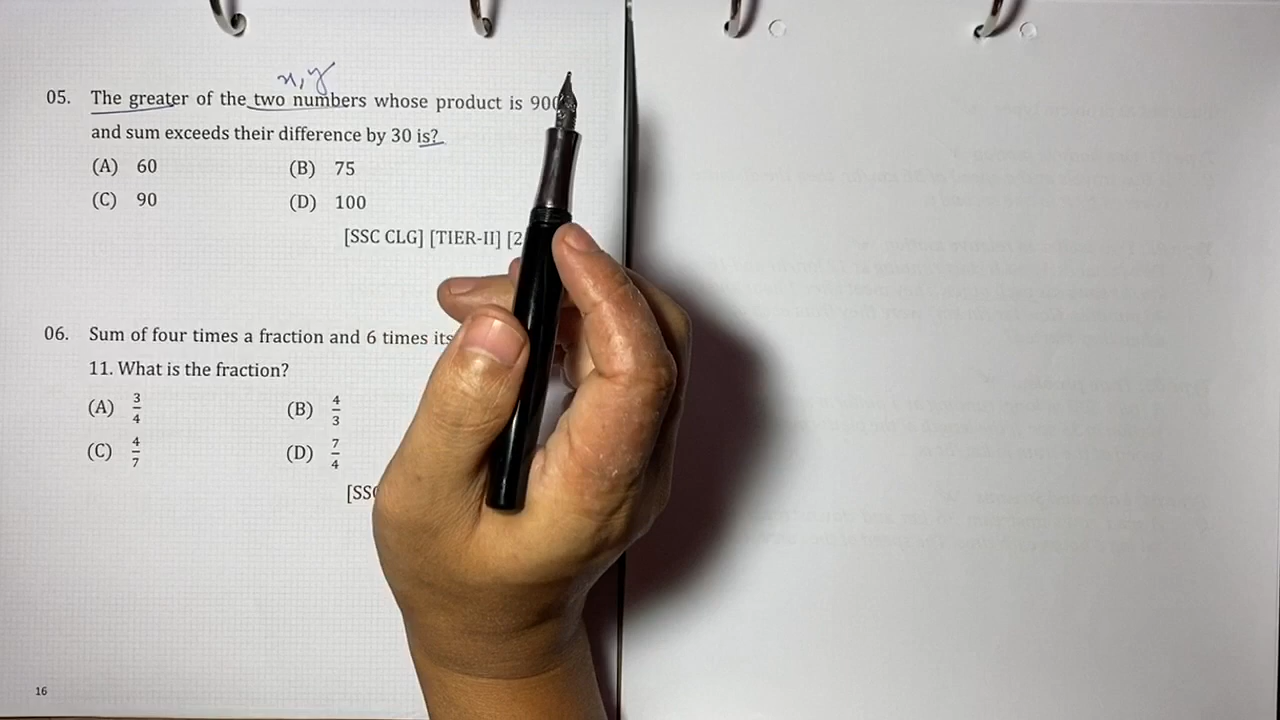 x, y
05. The greater of the two numbers whose product is 900
and sum exceeds their difference by 30 is?
(A) 60 (B) 75
(C) 90 (D) 100
[SSC CLG] [TIER-II] [2
06. Sum of four times a fraction and 6 times its
11. What is the fraction?
(A) 3/4 (B) 4/3
(C) 4/7 (D) 7/4
[SSC
16